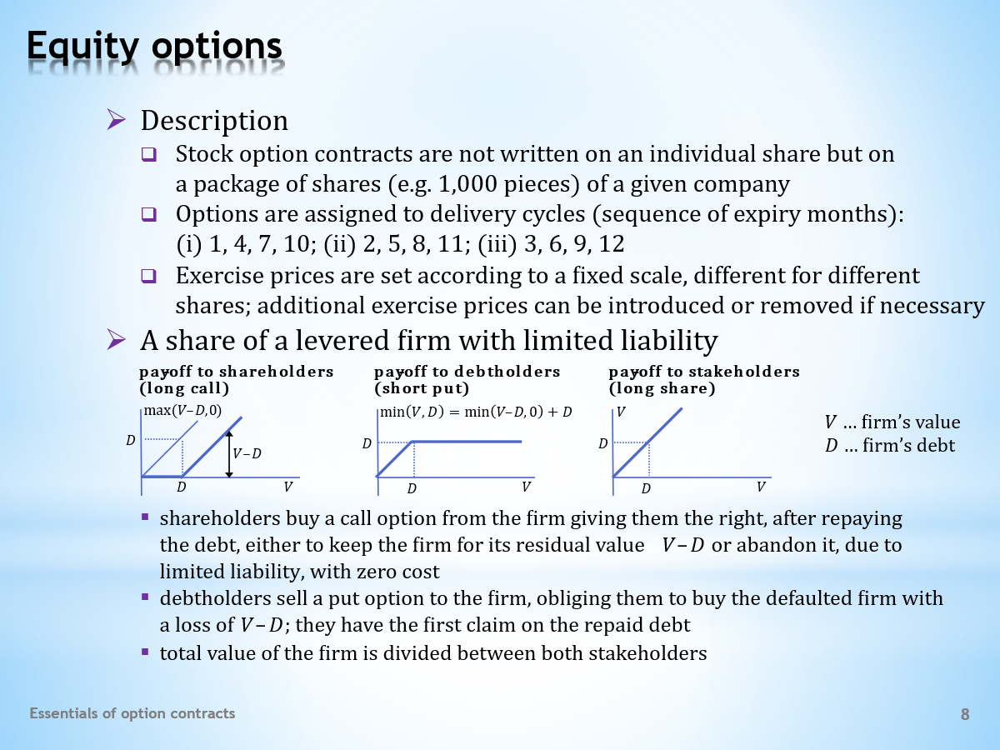 Equity options
Description
Stock option contracts are not written on an individual share but on
a package of shares (e.g. 1,000 pieces) of a given company
Options are assigned to delivery cycles (sequence of expiry months):
(i) 1, 4, 7, 10; (ii) 2, 5, 8, 11; (iii) 3, 6, 9, 12
Exercise prices are set according to a fixed scale, different for different
shares; additional exercise prices can be introduced or removed if necessary
A share of a levered firm with limited liability
payoff to shareholders
(long call)
max(V–D,0)
D
V–D
D
V
payoff to debtholders
(short put)
min(V, D) = min(V–D, 0) + D
D
D
V
payoff to stakeholders
(long share)
V
D
D
V
V … firm's value
D … firm's debt
shareholders buy a call option from the firm giving them the right, after repaying
the debt, either to keep the firm for its residual value V–D or abandon it, due to
limited liability, with zero cost
debtholders sell a put option to the firm, obliging them to buy the defaulted firm with
a loss of V–D; they have the first claim on the repaid debt
total value of the firm is divided between both stakeholders
Essentials of option contracts
8